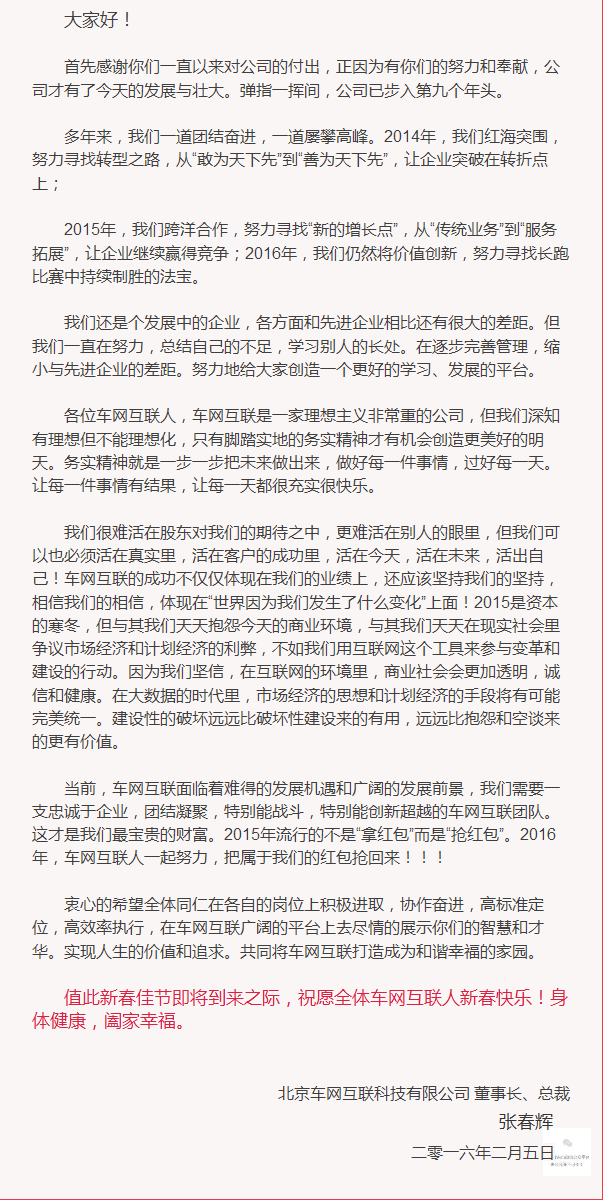 大家好！
首先感谢你们一直以来对公司的付出，正因为有你们的努力和奉献，公
司才有了今天的发展与壮大。弹指一挥间，公司已步入第九个年头。
多年来，我们一道团结奋进，一道屡攀高峰。2014年，我们红海突围，
努力寻找转型之路，从“敢为天下先”到“善为天下先”，让企业突破在转折点
上；
2015年，我们跨洋合作，努力寻找“新的增长点”，从“传统业务”到“服务
拓展”，让企业继续赢得竞争；2016年，我们仍然将价值创新，努力寻找长跑
比赛中持续制胜的法宝。
我们还是个发展中的企业，各方面和先进企业相比还有很大的差距。但
我们一直在努力，总结自己的不足，学习别人的长处。在逐步完善管理，缩
小与先进企业的差距。努力地给大家创造一个更好的学习、发展的平台。
各位车网互联人，车网互联是一家理想主义非常重的公司，但我们深知
有理想但不能理想化，只有脚踏实地的务实精神才有机会创造更美好的明
天。务实精神就是一步一步把未来做出来，做好每一件事情，过好每一天。
让每一件事情有结果，让每一天都很充实很快乐。
我们很难活在股东对我们的期待之中，更难活在别人的眼里，但我们可
以也必须活在真实里，活在客户的成功里，活在今天，活在未来，活出自
己！车网互联的成功不仅仅体现在我们的业绩上，还应该坚持我们的坚持，
相信我们的相信，体现在“世界因为我们发生了什么变化”上面！2015是资本
的寒冬，但与其我们天天抱怨今天的商业环境，与其我们天天在现实社会里
争议市场经济和计划经济的利弊，不如我们用互联网这个工具来参与变革和
建设的行动。因为我们坚信，在互联网的环境里，商业社会会更加透明，诚
信和健康。在大数据的时代里，市场经济的思想和计划经济的手段将有可能
完美统一。建设性的破坏远远比破坏性建设来的有用，远远比抱怨和空谈来
的更有价值。
当前，车网互联面临着难得的发展机遇和广阔的发展前景，我们需要一
支忠诚于企业，团结凝聚，特别能战斗，特别能创新超越的车网互联团队。
这才是我们最宝贵的财富。2015年流行的不是“拿红包”而是“抢红包”。2016
年，车网互联人一起努力，把属于我们的红包抢回来！！！
衷心的希望全体同仁在各自的岗位上积极进取，协作奋进，高标准定
位，高效率执行，在车网互联广阔的平台上去尽情的展示你们的智慧和才
华。实现人生的价值和追求。共同将车网互联打造成为和谐幸福的家园。
值此新春佳节即将到来之际，祝愿全体车网互联人新春快乐！身
体健康，阖家幸福。
北京车网互联科技有限公司 董事长、总裁
张春辉
二零一六年二月五日